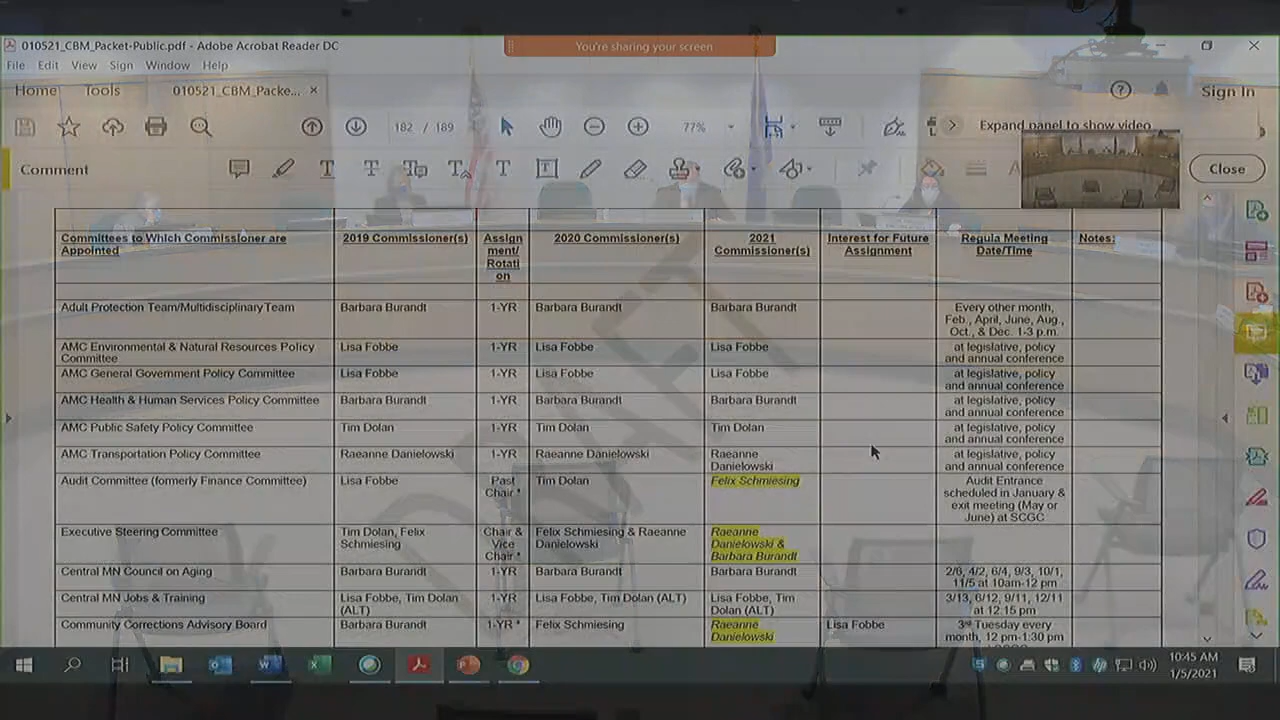 010521_CBM_Packet-Public.pdf - Adobe Acrobat Reader DC
You're sharing your screen
File Edit View Sign Window Help
Home Tools 010521_CBM_Packe... ×
Sign In
182 / 189 77%
Expand panel to show video
Comment
Close
Committees to Which Commissioner are Appointed
2019 Commissioner(s)
Assignment/Rotation
2020 Commissioner(s)
2021 Commissioner(s)
Interest for Future Assignment
Regula Meeting Date/Time
Notes:
Adult Protection Team/Multidisciplinary Team Barbara Burandt 1-YR Barbara Burandt Barbara Burandt Every other month, Feb., April, June, Aug., Oct., & Dec. 1-3 p.m.
AMC Environmental & Natural Resources Policy Committee Lisa Fobbe 1-YR Lisa Fobbe Lisa Fobbe at legislative, policy and annual conference
AMC General Government Policy Committee Lisa Fobbe 1-YR Lisa Fobbe Lisa Fobbe at legislative, policy and annual conference
AMC Health & Human Services Policy Committee Barbara Burandt 1-YR Barbara Burandt Barbara Burandt at legislative, policy and annual conference
AMC Public Safety Policy Committee Tim Dolan 1-YR Tim Dolan Tim Dolan at legislative, policy and annual conference
AMC Transportation Policy Committee Raeanne Danielowski 1-YR Raeanne Danielowski Raeanne Danielowski at legislative, policy and annual conference
Audit Committee (formerly Finance Committee) Lisa Fobbe Past Chair * Tim Dolan Felix Schmiesing Audit Entrance scheduled in January & exit meeting (May or June) at SCGC
Executive Steering Committee Tim Dolan, Felix Schmiesing Chair & Vice Chair * Felix Schmiesing & Raeanne Danielowski Raeanne Danielowski & Barbara Burandt
Central MN Council on Aging Barbara Burandt 1-YR Barbara Burandt Barbara Burandt 2/6, 4/2, 6/4, 9/3, 10/1, 11/5 at 10am-12 pm
Central MN Jobs & Training Lisa Fobbe, Tim Dolan (ALT) 1-YR Lisa Fobbe, Tim Dolan (ALT) Lisa Fobbe, Tim Dolan (ALT) 3/13, 6/12, 9/11, 12/11 at 12:15 pm
Community Corrections Advisory Board Barbara Burandt 1-YR * Felix Schmiesing Raeanne Danielowski Lisa Fobbe 3rd Tuesday every month, 12 pm-1:30 pm
DRAFT
10:45 AM
1/5/2021